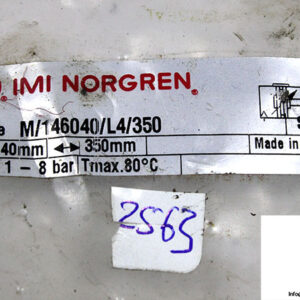 IMI NORGREN.
M/146040/L4/350
40mm ↔ 350mm
1 - 8 bar Tmax.80°C
Made in
2563